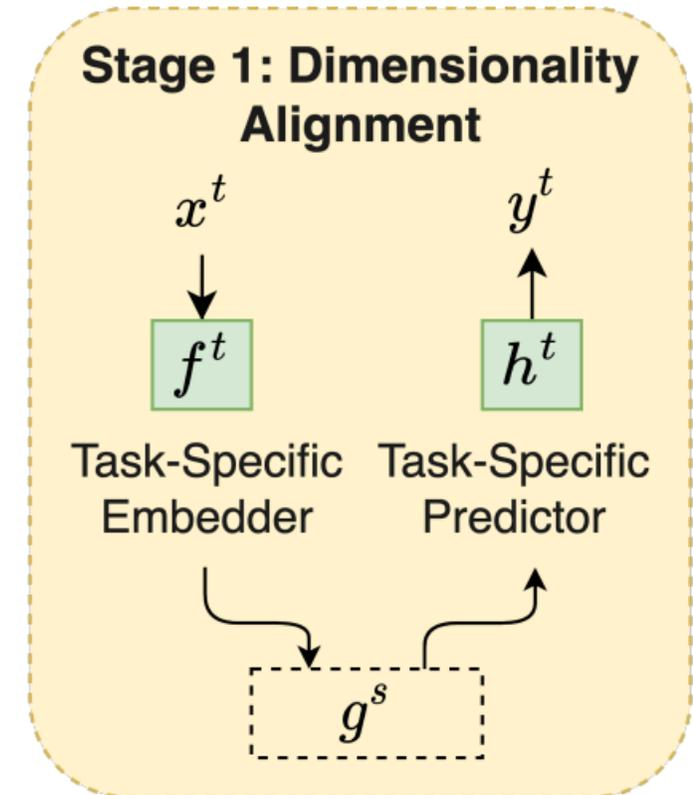 Stage 1: Dimensionality
Alignment
x^t
y^t
f^t
h^t
Task-Specific
Embedder
Task-Specific
Predictor
g^s